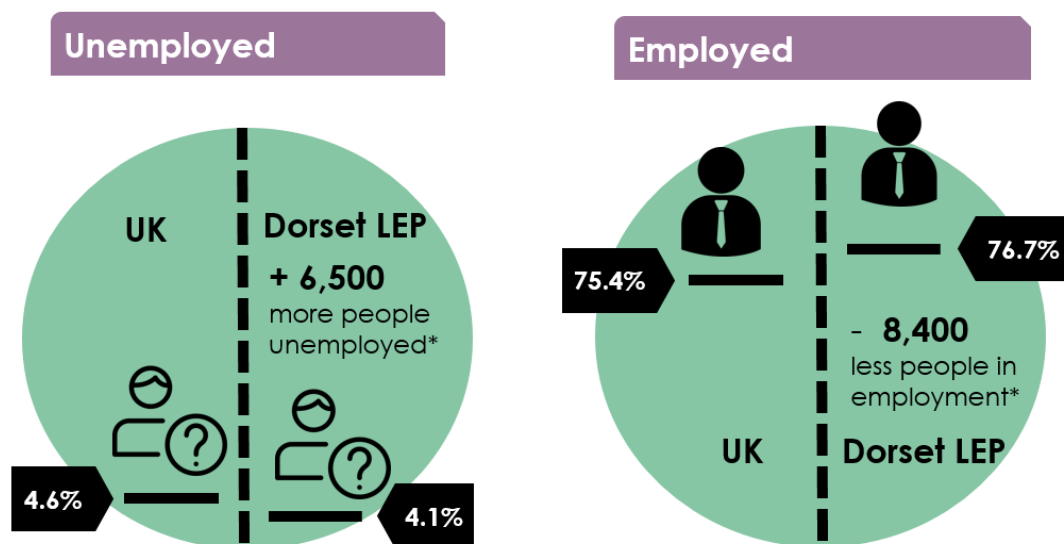 Unemployed
UK
Dorset LEP
+ 6,500
more people
unemployed*
?
?
4.6%
4.1%
Employed
75.4%
76.7%
- 8,400
less people in
employment*
UK
Dorset LEP